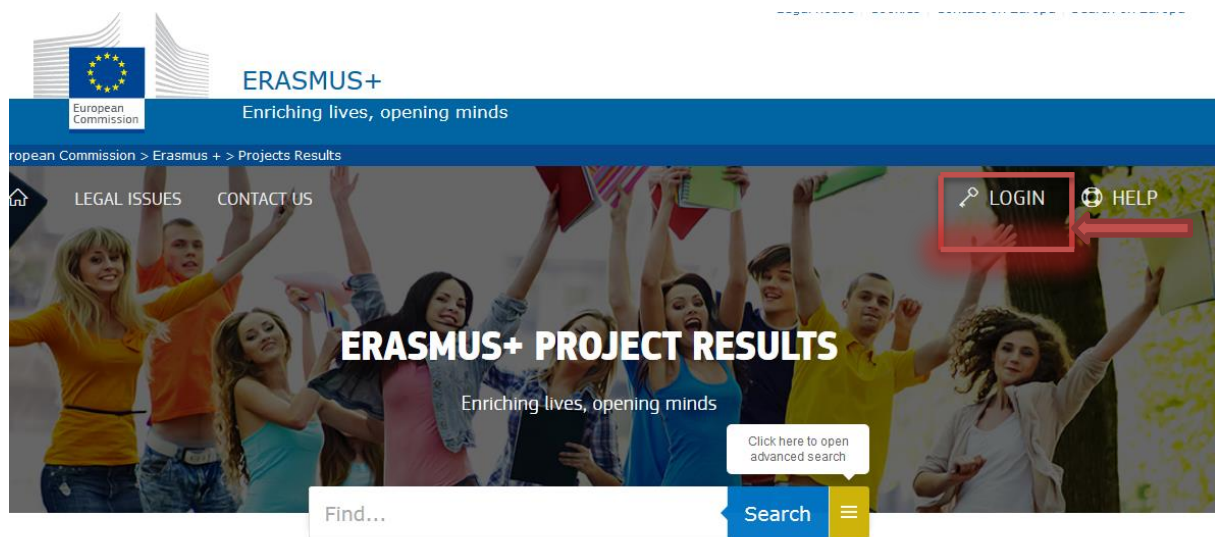 ERASMUS+
European
Commission
Enriching lives, opening minds
ropean Commission > Erasmus + > Projects Results
LEGAL ISSUES CONTACT US LOGIN HELP
ERASMUS+ PROJECT RESULTS
Enriching lives, opening minds
Click here to open
advanced search
Find... Search